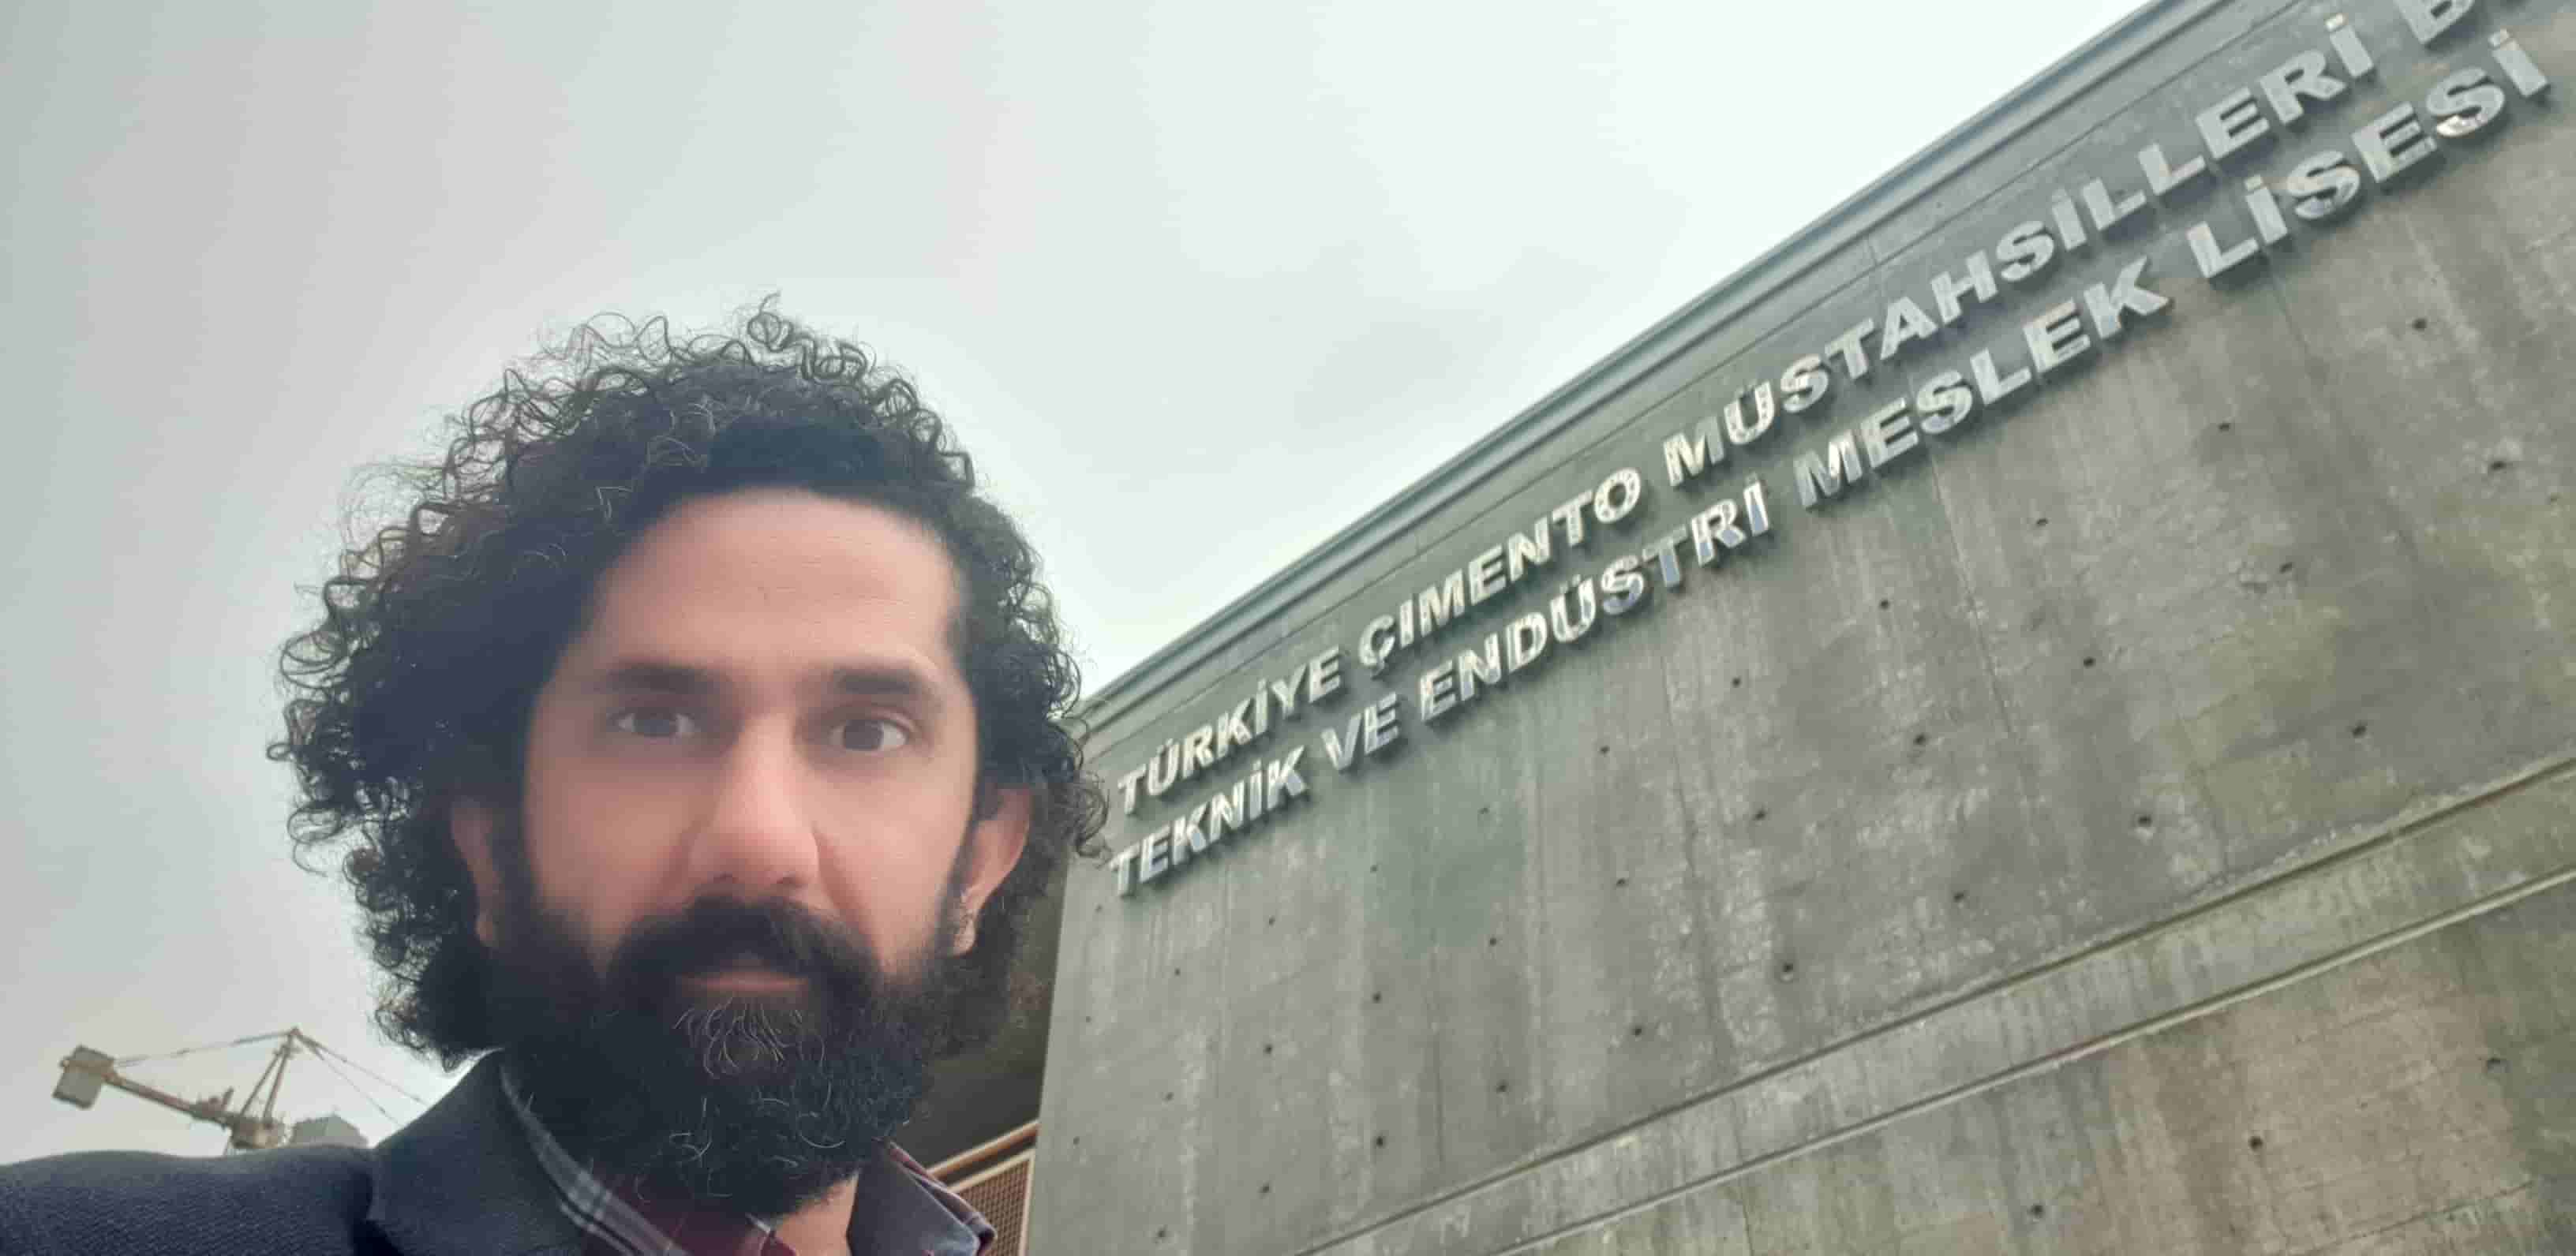 TÜRKİYE ÇİMENTO MÜSTAHSİLLERİ
TEKNİK VE ENDÜSTRİ MESLEK LİSESİ